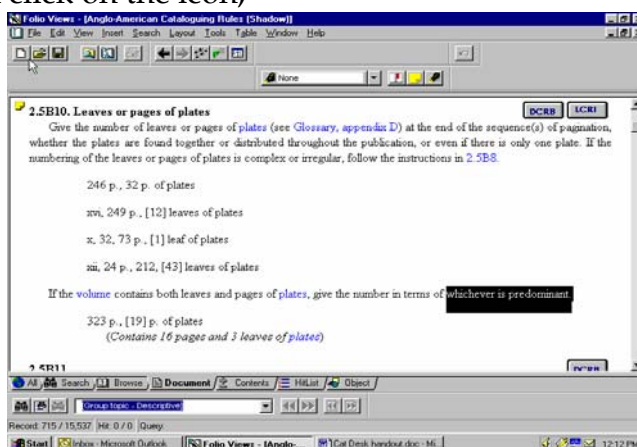 click on the icon)
Folio Views - [Anglo-American Cataloguing Rules (Shadow)]
File Edit View Insert Search Layout Tools Table Window Help
None
2.5B10. Leaves or pages of plates
DCRB LCRI
Give the number of leaves or pages of plates (see Glossary, appendix D) at the end of the sequence(s) of pagination,
whether the plates are found together or distributed throughout the publication, or even if there is only one plate. If the
numbering of the leaves or pages of plates is complex or irregular, follow the instructions in 2.5B8.
246 p., 32 p. of plates
xvi, 249 p., [12] leaves of plates
x, 32, 73 p., [1] leaf of plates
xii, 24 p., 212, [43] leaves of plates
If the volume contains both leaves and pages of plates, give the number in terms of whichever is predominant.
323 p., [19] p. of plates
(Contains 16 pages and 3 leaves of plates)
2.5B11
DCRB
All Search Browse Document Contents HitList Object
Group topic - Descriptive
Record: 715 / 15,537 Hit: 0 / 0 Query:
Start Inbox - Microsoft Outlook Folio Views - [Anglo-... Cat Desk handout.doc - Mi... 12:12 PM